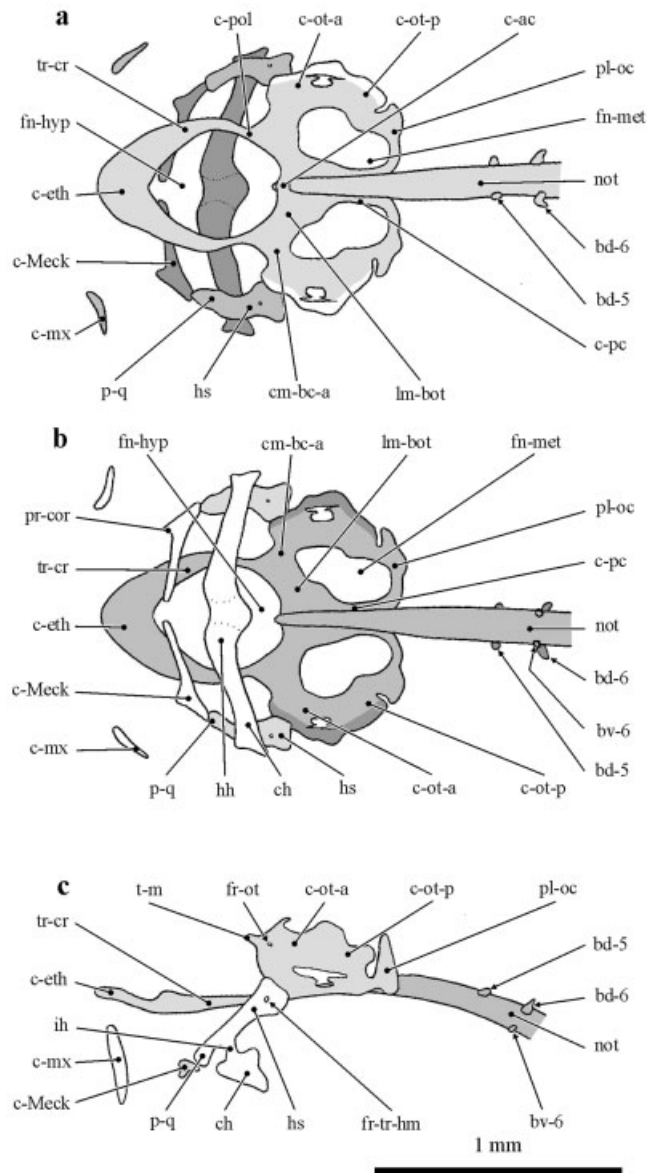 a
c-pol
c-ot-a
c-ot-p
c-ac
tr-cr
pl-oc
fn-hyp
fn-met
c-eth
not
c-Meck
bd-6
c-mx
bd-5
c-pc
p-q
hs
cm-bc-a
lm-bot
b
fn-hyp
cm-bc-a
lm-bot
fn-met
pr-cor
pl-oc
tr-cr
c-pc
c-eth
not
c-Meck
bd-6
bv-6
c-mx
bd-5
p-q
hh
ch
hs
c-ot-a
c-ot-p
c
t-m
fr-ot
c-ot-a
c-ot-p
pl-oc
tr-cr
bd-5
c-eth
bd-6
ih
not
c-mx
c-Meck
p-q
ch
hs
fr-tr-hm
bv-6
1 mm